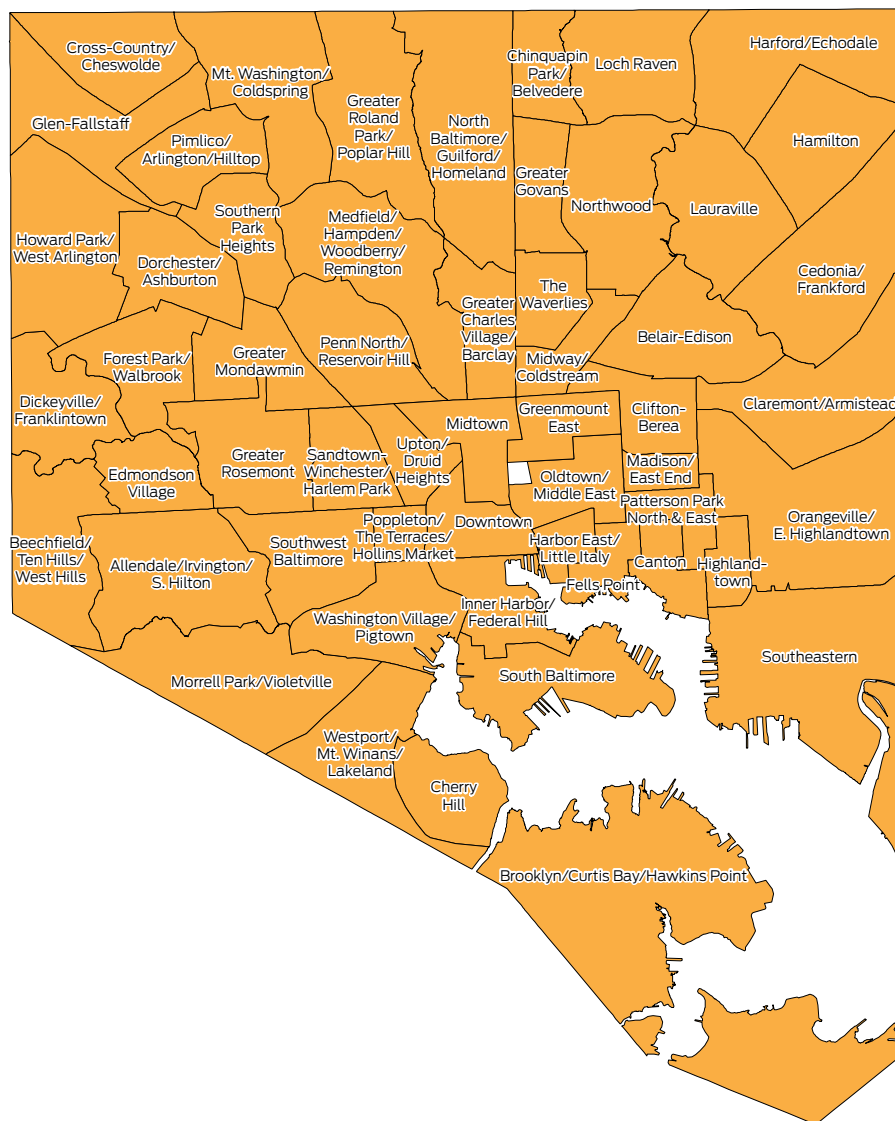 Cross-Country/
Cheswolde
Mt. Washington/
Coldspring
Chinquapin
Park/
Belvedere
Loch Raven
Harford/Echodale
Glen-Fallstaff
Pimlico/
Arlington/Hilltop
Greater
Roland
Park/
Poplar Hill
North
Baltimore/
Guilford/
Homeland
Greater
Govans
Northwood
Lauraville
Hamilton
Howard Park/
West Arlington
Dorchester/
Ashburton
Southern
Park
Heights
Medfield/
Hampden/
Woodberry/
Remington
The
Waverlies
Cedonia/
Frankford
Greater
Charles
Village/
Barclay
Belair-Edison
Forest Park/
Walbrook
Greater
Mondawmin
Penn North/
Reservoir Hill
Midway/
Coldstream
Dickeyville/
Franklintown
Midtown
Greenmount
East
Clifton-
Berea
Claremont/Armistead
Edmondson
Village
Greater
Rosemont
Sandtown-
Winchester/
Harlem Park
Upton/
Druid
Heights
Oldtown/
Middle East
Madison/
East End
Patterson Park
North & East
Orangeville/
E. Highlandtown
Beechfield/
Ten Hills/
West Hills
Allendale/Irvington/
S. Hilton
Southwest
Baltimore
Poppleton/
The Terraces/
Hollins Market
Downtown
Harbor East/
Little Italy
Canton
Highland-
town
Fells Point
Washington Village/
Pigtown
Inner Harbor/
Federal Hill
Southeastern
Morrell Park/Violetville
South Baltimore
Westport/
Mt. Winans/
Lakeland
Cherry
Hill
Brooklyn/Curtis Bay/Hawkins Point